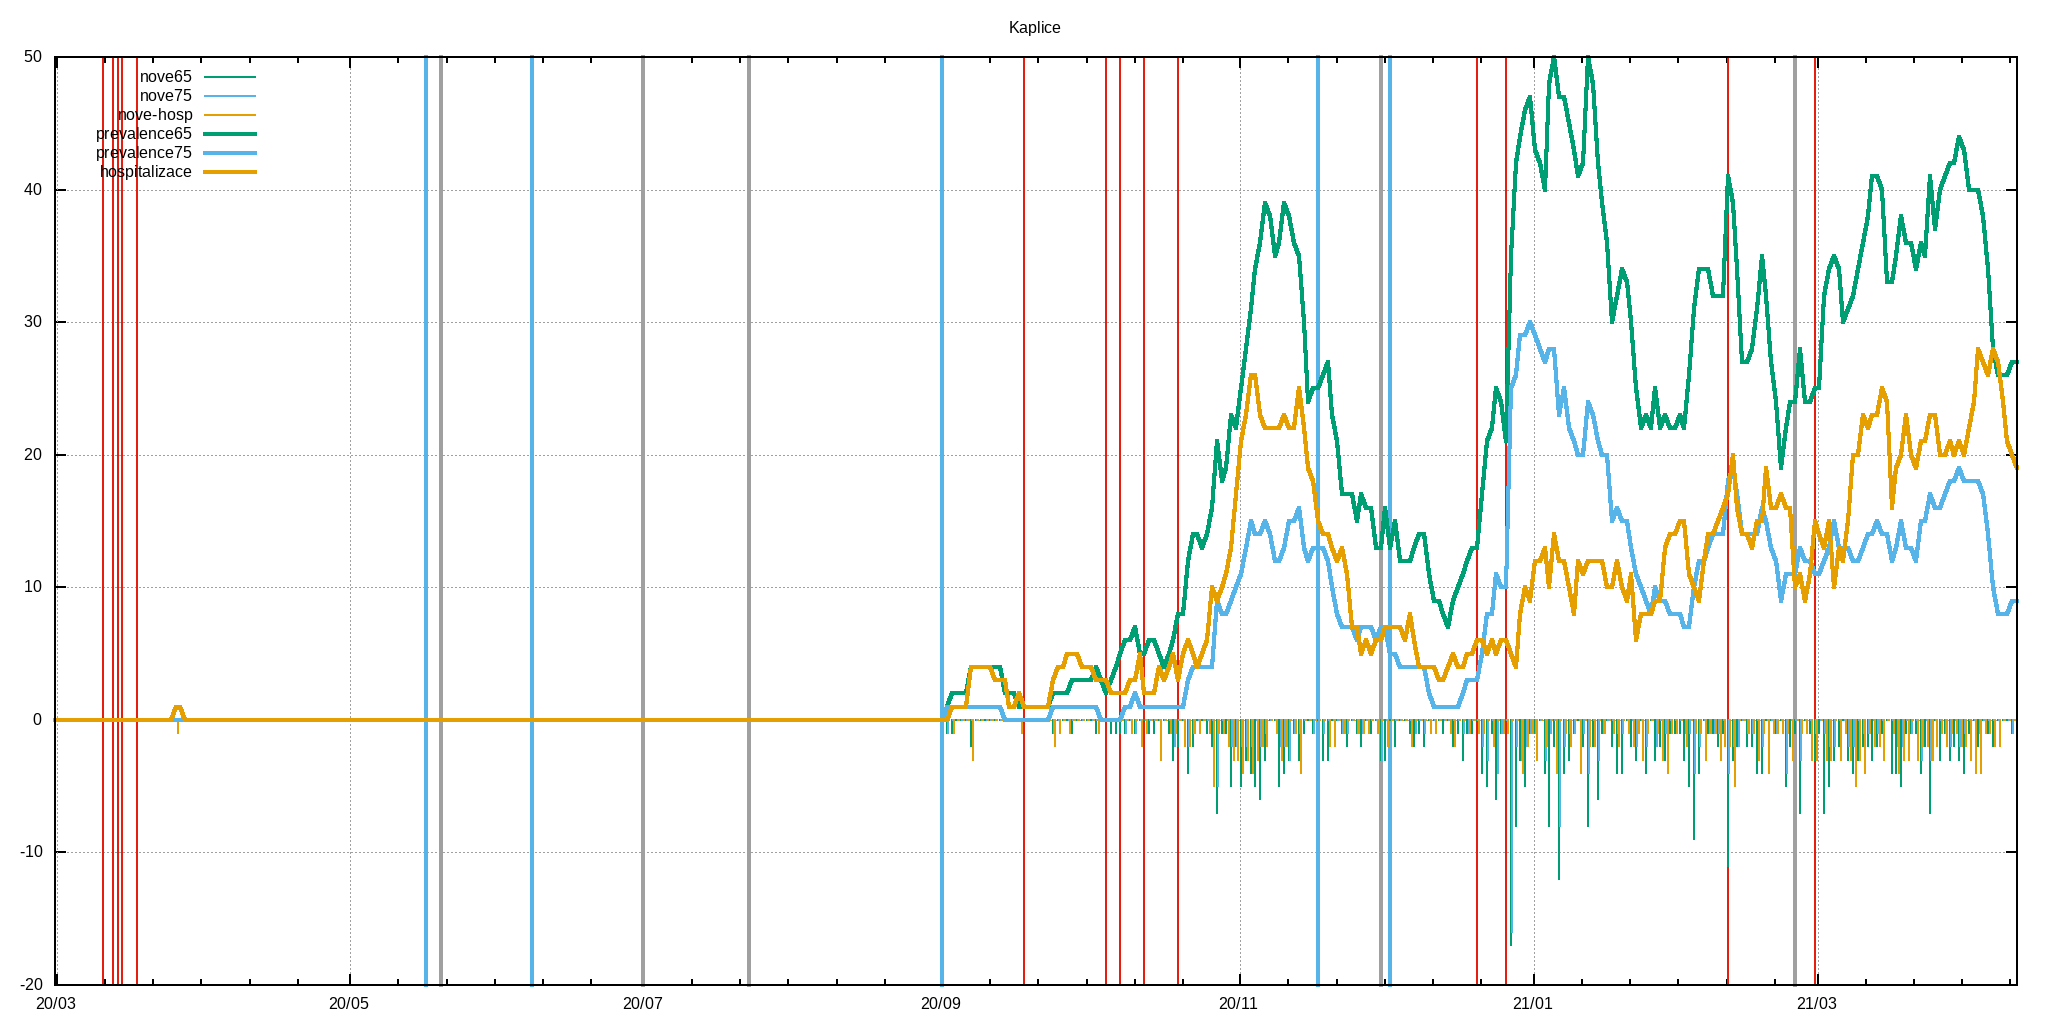 Kaplice
50
nove65
nove75
nove-hosp
prevalence65
prevalence75
hospitalizace
40
30
20
10
0
-10
-20
20/03 20/05 20/07 20/09 20/11 21/01 21/03